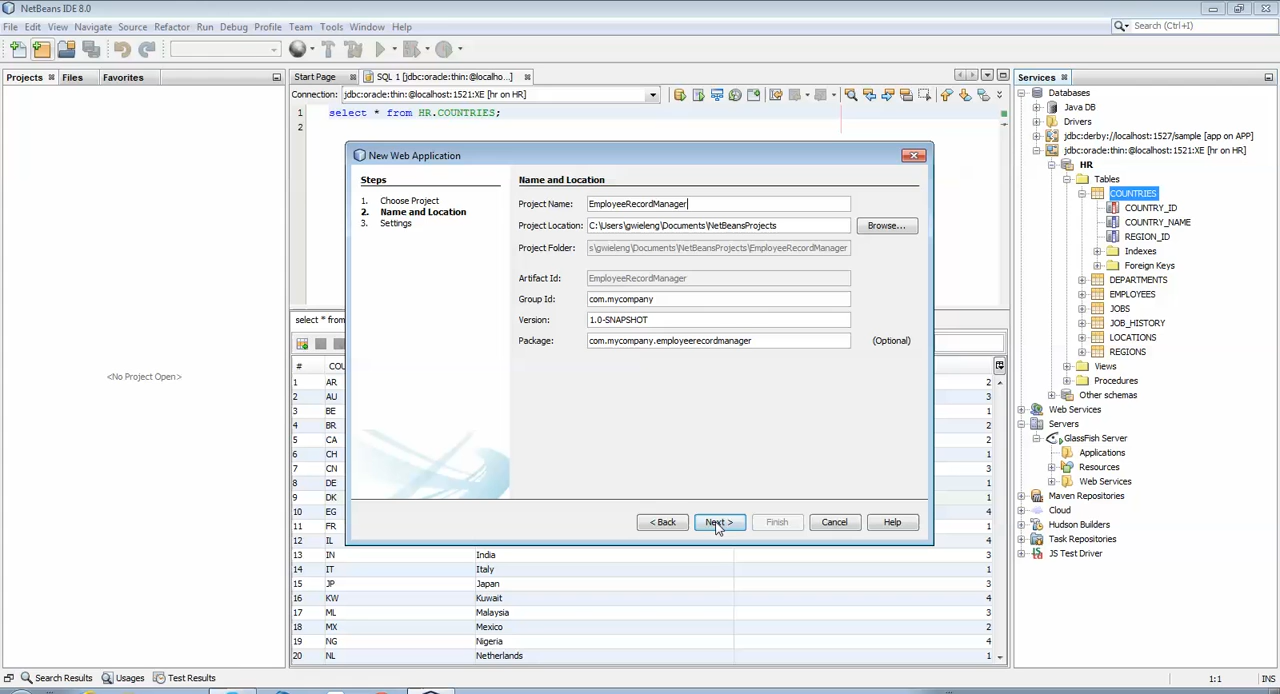 NetBeans IDE 8.0
File Edit View Navigate Source Refactor Run Debug Profile Team Tools Window Help
Search (Ctrl+I)
Projects Files Favorites
Start Page SQL 1 [jdbc:oracle:thin:@localho...]
Services
Connection: jdbc:oracle:thin:@localhost:1521:XE [hr on HR]
1 select * from HR.COUNTRIES;
2
New Web Application
Steps
1. Choose Project
2. Name and Location
3. Settings
Name and Location
Project Name: EmployeeRecordManager
Project Location: C:\Users\gwieleng\Documents\NetBeansProjects Browse...
Project Folder: s\gwieleng\Documents\NetBeansProjects\EmployeeRecordManager
Artifact Id: EmployeeRecordManager
Group Id: com.mycompany
Version: 1.0-SNAPSHOT
Package: com.mycompany.employeerecordmanager (Optional)
< Back Next > Finish Cancel Help
<No Project Open>
select * from
# COU
1 AR 2
2 AU 3
3 BE 1
4 BR 2
5 CA 2
6 CH 1
7 CN 3
8 DE 1
9 DK 1
10 EG 4
11 FR 1
12 IL 4
13 IN India 3
14 IT Italy 1
15 JP Japan 3
16 KW Kuwait 4
17 ML Malaysia 3
18 MX Mexico 2
19 NG Nigeria 4
20 NL Netherlands 1
Databases
Java DB
Drivers
jdbc:derby://localhost:1527/sample [app on APP]
jdbc:oracle:thin:@localhost:1521:XE [hr on HR]
HR
Tables
COUNTRIES
COUNTRY_ID
COUNTRY_NAME
REGION_ID
Indexes
Foreign Keys
DEPARTMENTS
EMPLOYEES
JOBS
JOB_HISTORY
LOCATIONS
REGIONS
Views
Procedures
Other schemas
Web Services
Servers
GlassFish Server
Applications
Resources
Web Services
Maven Repositories
Cloud
Hudson Builders
Task Repositories
JS Test Driver
Search Results Usages Test Results
1:1 INS